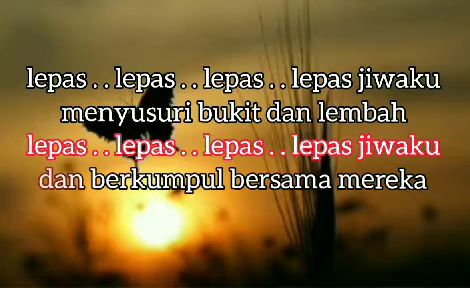 lepas . . lepas . . lepas . . lepas jiwaku
menyusuri bukit dan lembah
lepas . . lepas . . lepas . . lepas jiwaku
dan berkumpul bersama mereka